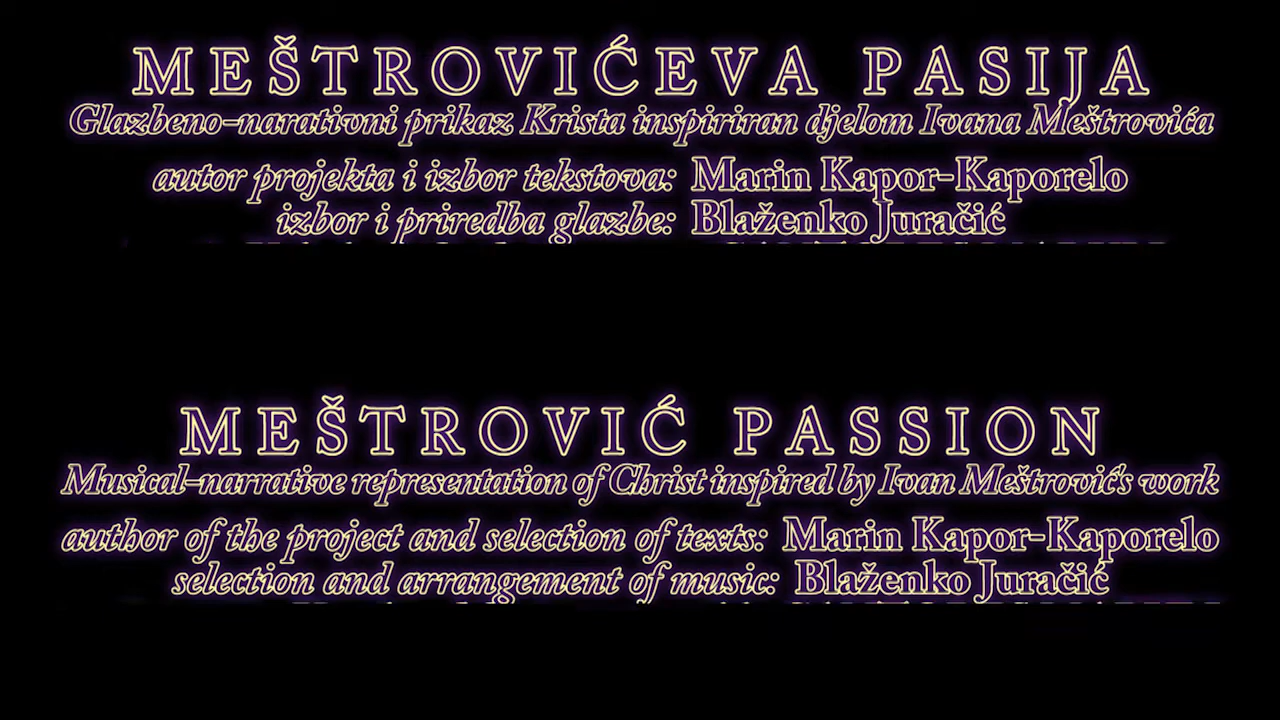 MEŠTROVIĆEVA PASIJA
Glazbeno-narativni prikaz Krista inspiriran djelom Ivana Meštrovića
autor projekta i izbor tekstova: Marin Kapor-Kaporelo
izbor i priredba glazbe: Blaženko Juračić
MEŠTROVIĆ PASSION
Musical-narrative representation of Christ inspired by Ivan Meštrović's work
author of the project and selection of texts: Marin Kapor-Kaporelo
selection and arrangement of music: Blaženko Juračić